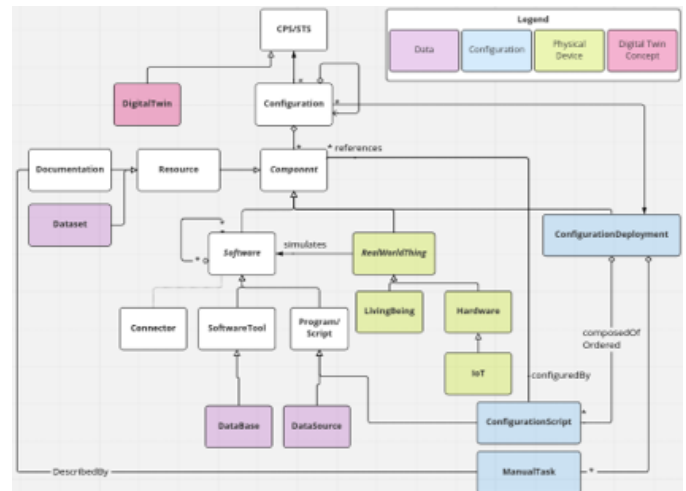 CPS/STS
Legend
Data
Configuration
Physical
Device
Digital Twin
Concept
DigitalTwin
Configuration
*
*
* references
*
Documentation
Resource
Component
Dataset
ConfigurationDeployment
*
Software
simulates
RealWorldThing
*
LivingBeing
Hardware
Connector
SoftwareTool
Program/
Script
composedOf
Ordered
IoT
configuredBy
DataBase
DataSource
ConfigurationScript
*
DescribedBy
ManualTask
*